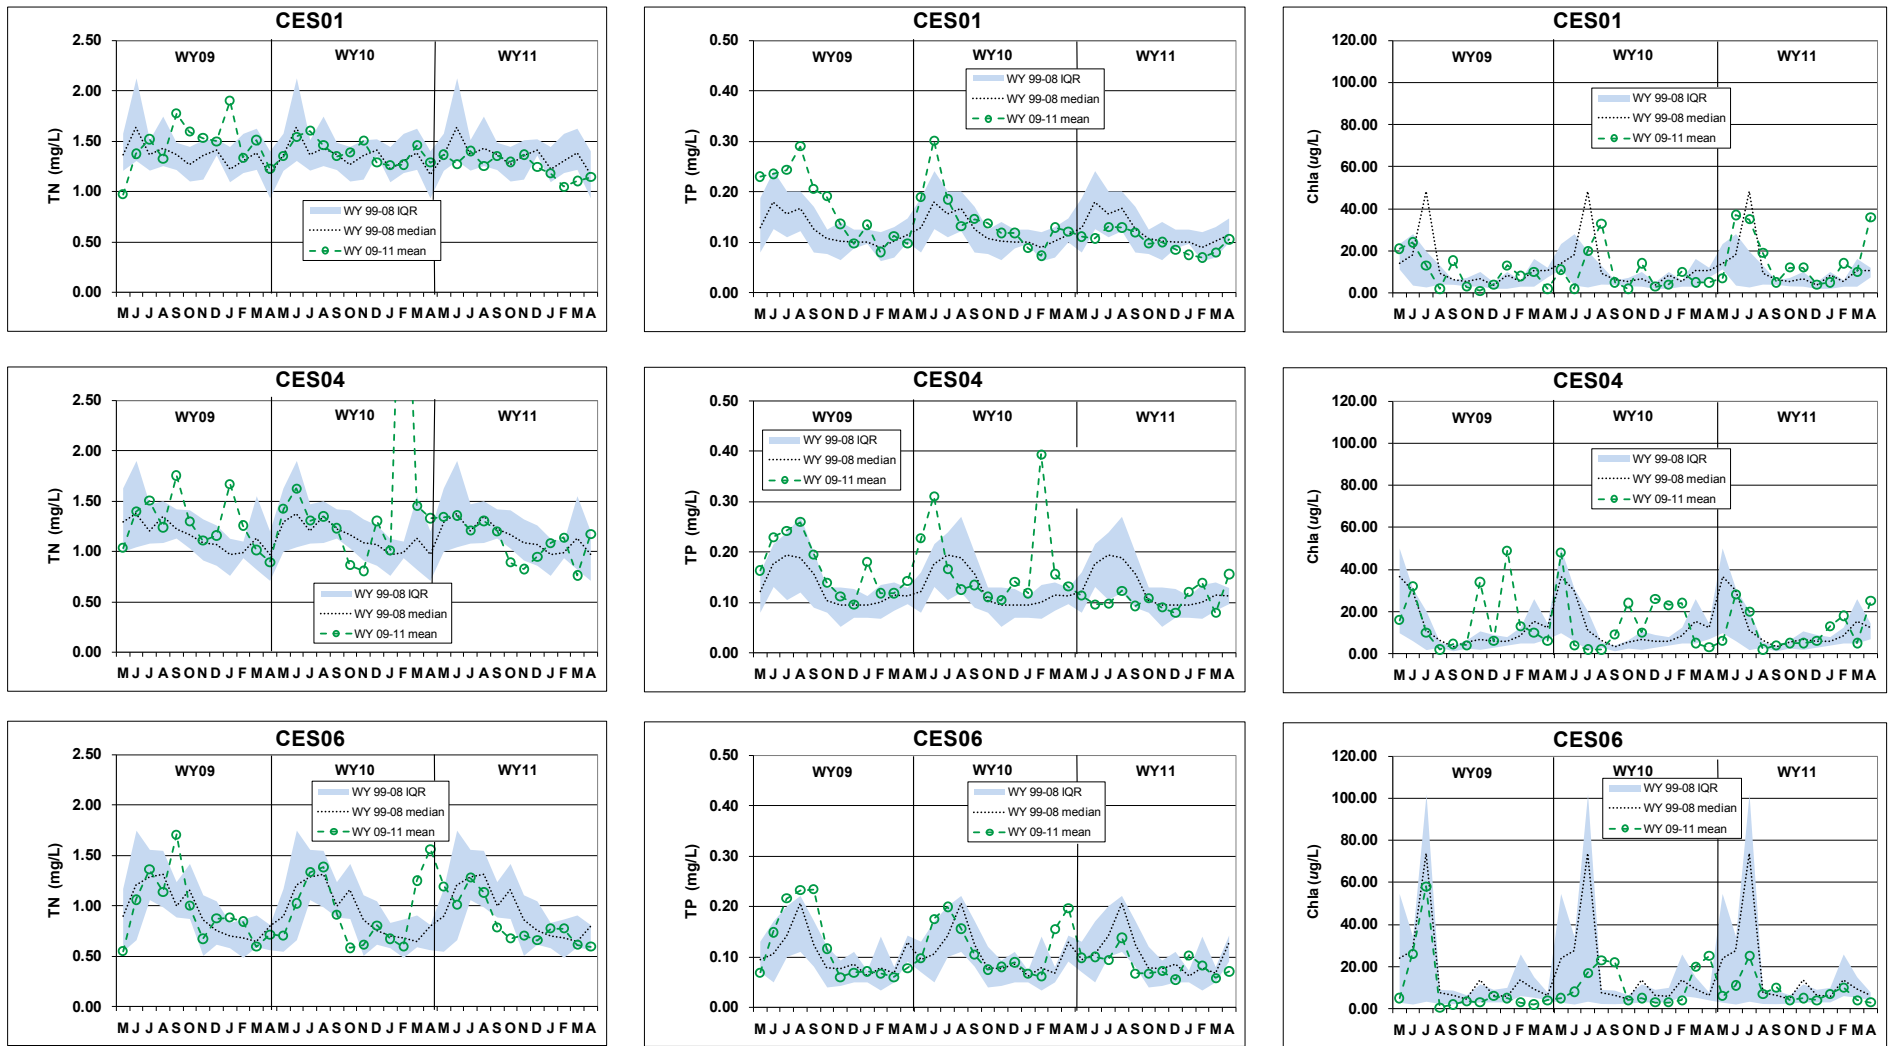 CES01
TN (mg/L)
2.50
2.00
1.50
1.00
0.50
0.00
WY09 WY10 WY11
WY 99-08 IQR
WY 99-08 median
WY 09-11 mean
M J J A S O N D J F M A M J J A S O N D J F M A M J J A S O N D J F M A
CES01
TP (mg/L)
0.50
0.40
0.30
0.20
0.10
0.00
WY09 WY10 WY11
WY 99-08 IQR
WY 99-08 median
WY 09-11 mean
M J J A S O N D J F M A M J J A S O N D J F M A M J J A S O N D J F M A
CES01
Chla (ug/L)
120.00
100.00
80.00
60.00
40.00
20.00
0.00
WY09 WY10 WY11
WY 99-08 IQR
WY 99-08 median
WY 09-11 mean
M J J A S O N D J F M A M J J A S O N D J F M A M J J A S O N D J F M A
CES04
TN (mg/L)
2.50
2.00
1.50
1.00
0.50
0.00
WY09 WY10 WY11
WY 99-08 IQR
WY 99-08 median
WY 09-11 mean
M J J A S O N D J F M A M J J A S O N D J F M A M J J A S O N D J F M A
CES04
TP (mg/L)
0.50
0.40
0.30
0.20
0.10
0.00
WY09 WY10 WY11
WY 99-08 IQR
WY 99-08 median
WY 09-11 mean
M J J A S O N D J F M A M J J A S O N D J F M A M J J A S O N D J F M A
CES04
Chla (ug/L)
120.00
100.00
80.00
60.00
40.00
20.00
0.00
WY09 WY10 WY11
WY 99-08 IQR
WY 99-08 median
WY 09-11 mean
M J J A S O N D J F M A M J J A S O N D J F M A M J J A S O N D J F M A
CES06
TN (mg/L)
2.50
2.00
1.50
1.00
0.50
0.00
WY09 WY10 WY11
WY 99-08 IQR
WY 99-08 median
WY 09-11 mean
M J J A S O N D J F M A M J J A S O N D J F M A M J J A S O N D J F M A
CES06
TP (mg/L)
0.50
0.40
0.30
0.20
0.10
0.00
WY09 WY10 WY11
WY 99-08 IQR
WY 99-08 median
WY 09-11 mean
M J J A S O N D J F M A M J J A S O N D J F M A M J J A S O N D J F M A
CES06
Chla (ug/L)
120.00
100.00
80.00
60.00
40.00
20.00
0.00
WY09 WY10 WY11
WY 99-08 IQR
WY 99-08 median
WY 09-11 mean
M J J A S O N D J F M A M J J A S O N D J F M A M J J A S O N D J F M A